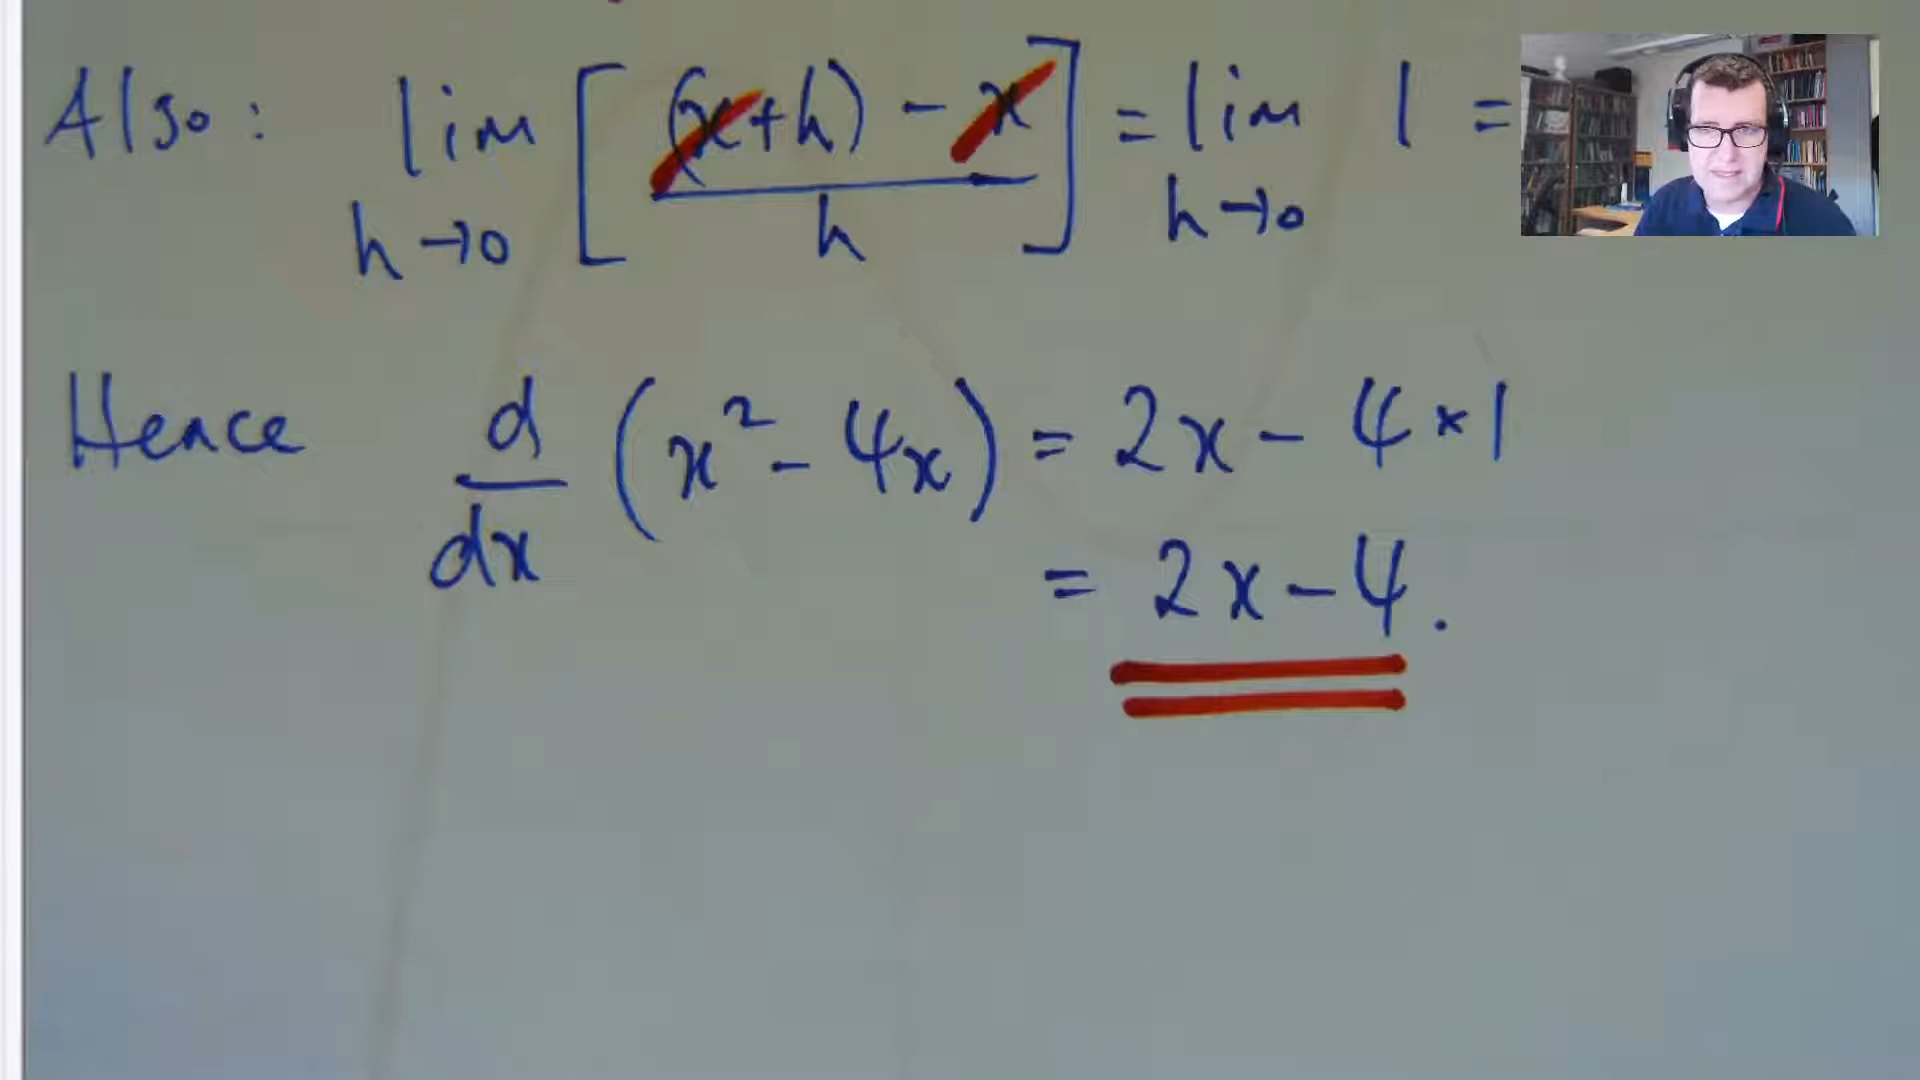 Also: lim h→0 [ (x+h) - x / h ] = lim h→0 1 =
Hence d/dx (x² - 4x) = 2x - 4 × 1
= 2x - 4.